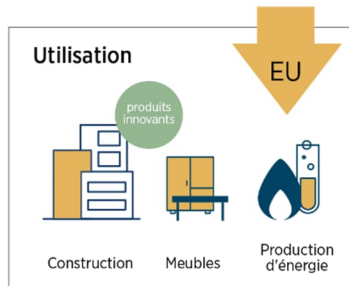 Utilisation
EU
produits
innovants
Construction
Meubles
Production
d'énergie